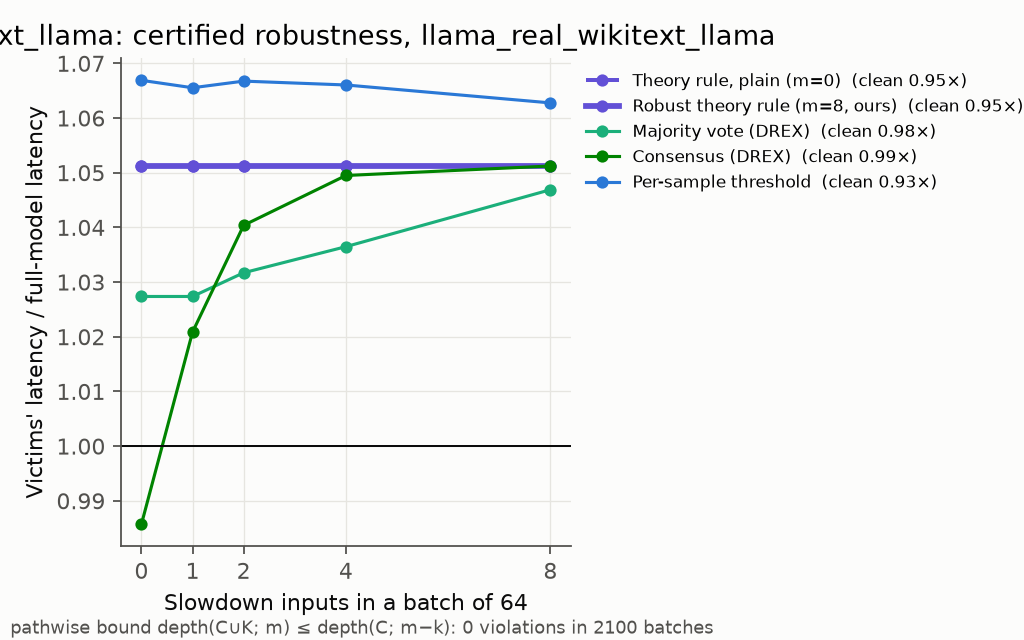 xt_llama: certified robustness, llama_real_wikitext_llama
1.07
1.06
1.05
1.04
1.03
1.02
1.01
1.00
0.99
Victims' latency / full-model latency
0 1 2 4 8
Slowdown inputs in a batch of 64
Theory rule, plain (m=0) (clean 0.95×)
Robust theory rule (m=8, ours) (clean 0.95×)
Majority vote (DREX) (clean 0.98×)
Consensus (DREX) (clean 0.99×)
Per-sample threshold (clean 0.93×)
pathwise bound depth(C∪K; m) ≤ depth(C; m−k): 0 violations in 2100 batches